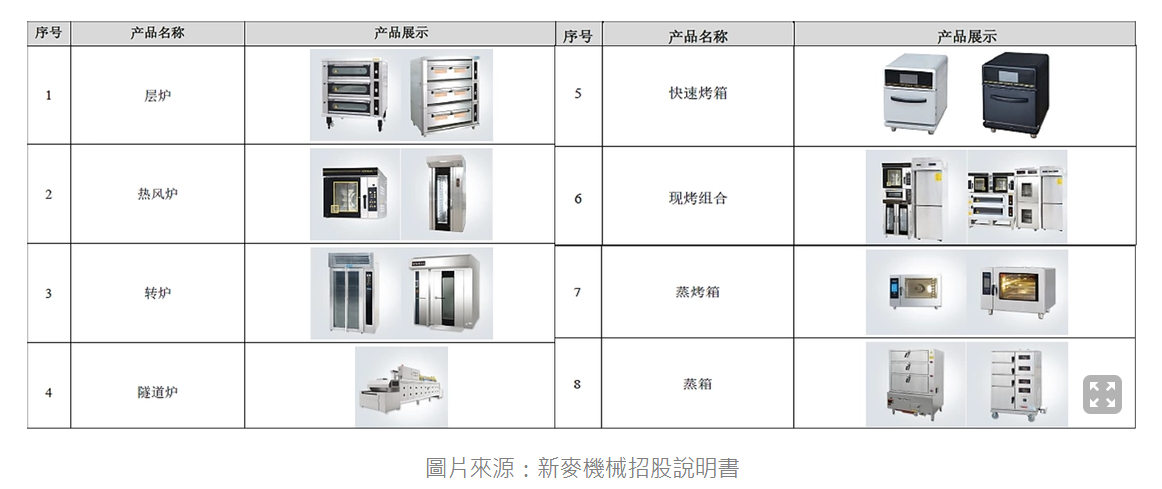 序号 产品名称 产品展示
1 层炉
2 热风炉
3 转炉
4 隧道炉
序号 产品名称 产品展示
5 快速烤箱
6 现烤组合
7 蒸烤箱
8 蒸箱
圖片來源：新麥機械招股說明書